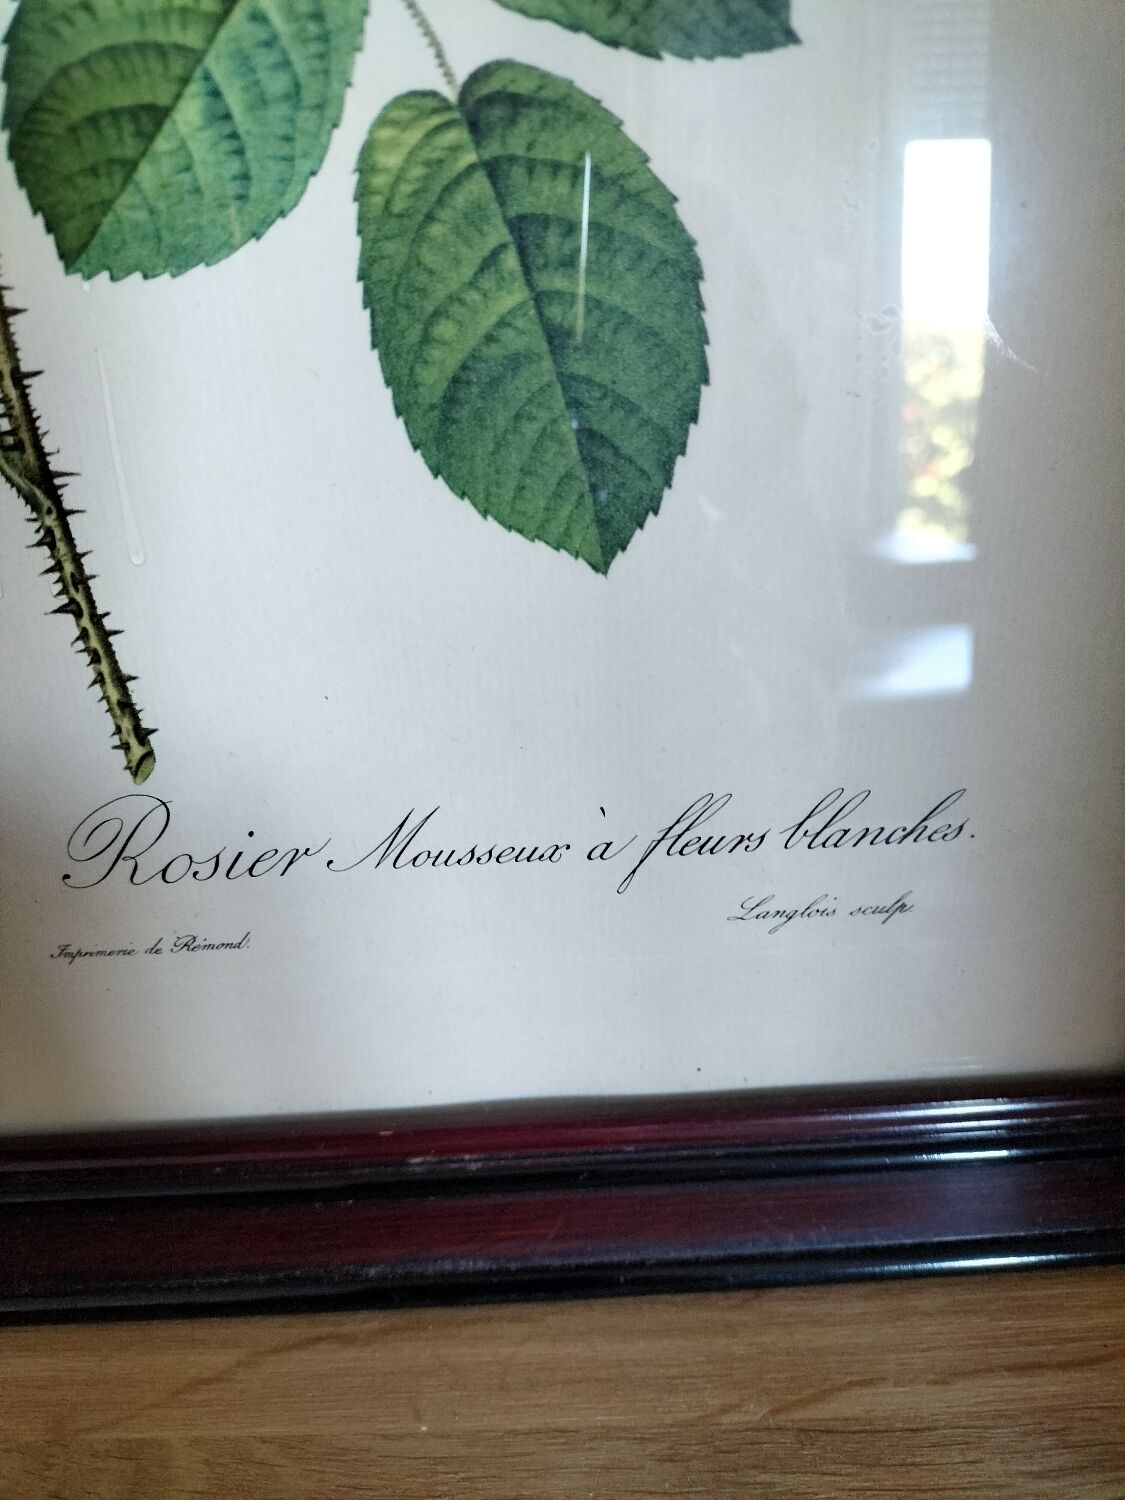 Rosier Mousseux à fleurs blanches.
Langlois sculp.
Imprimerie de Rémond.